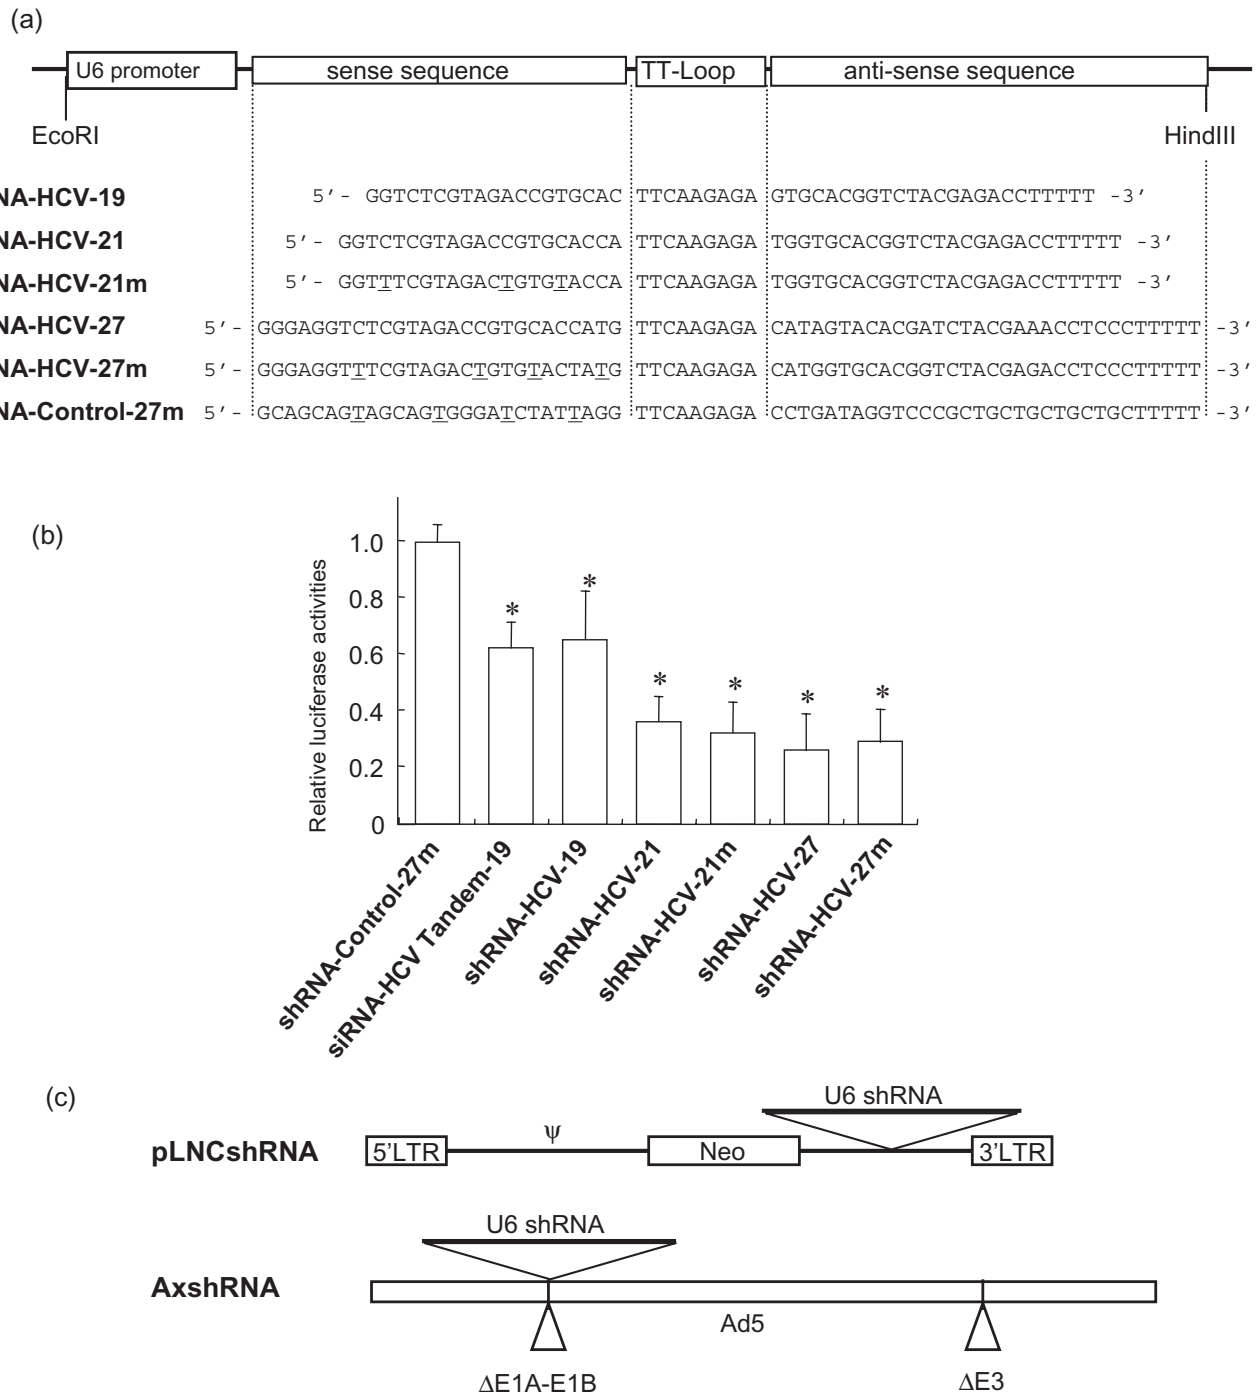 (a)
U6 promoter sense sequence TT-Loop anti-sense sequence
EcoRI HindIII
NA-HCV-19 5′- GGTCTCGTAGACCGTGCAC TTCAAGAGA GTGCACGGTCTACGAGACCTTTTT -3′
NA-HCV-21 5′- GGTCTCGTAGACCGTGCACCA TTCAAGAGA TGGTGCACGGTCTACGAGACCTTTTT -3′
NA-HCV-21m 5′- GGTTTCGTAGACTGTGTACCA TTCAAGAGA TGGTGCACGGTCTACGAGACCTTTTT -3′
NA-HCV-27 5′- GGGAGGTCTCGTAGACCGTGCACCATG TTCAAGAGA CATAGTACACGATCTACGAAACCTCCCTTTTT -3′
NA-HCV-27m 5′- GGGAGGTTTCGTAGACTGTGTACTATG TTCAAGAGA CATGGTGCACGGTCTACGAGACCTCCCTTTTT -3′
NA-Control-27m 5′- GCAGCAGTAGCAGTGGGATCTATTAGG TTCAAGAGA CCTGATAGGTCCCGCTGCTGCTGCTGCTTTTT -3′
(b)
Relative luciferase activities
1.0
0.8
0.6
0.4
0.2
0
* * * * * *
shRNA-Control-27m
siRNA-HCV Tandem-19
shRNA-HCV-19
shRNA-HCV-21
shRNA-HCV-21m
shRNA-HCV-27
shRNA-HCV-27m
(c)
U6 shRNA
pLNCshRNA 5′LTR ψ Neo 3′LTR
U6 shRNA
AxshRNA
Ad5
ΔE1A-E1B ΔE3